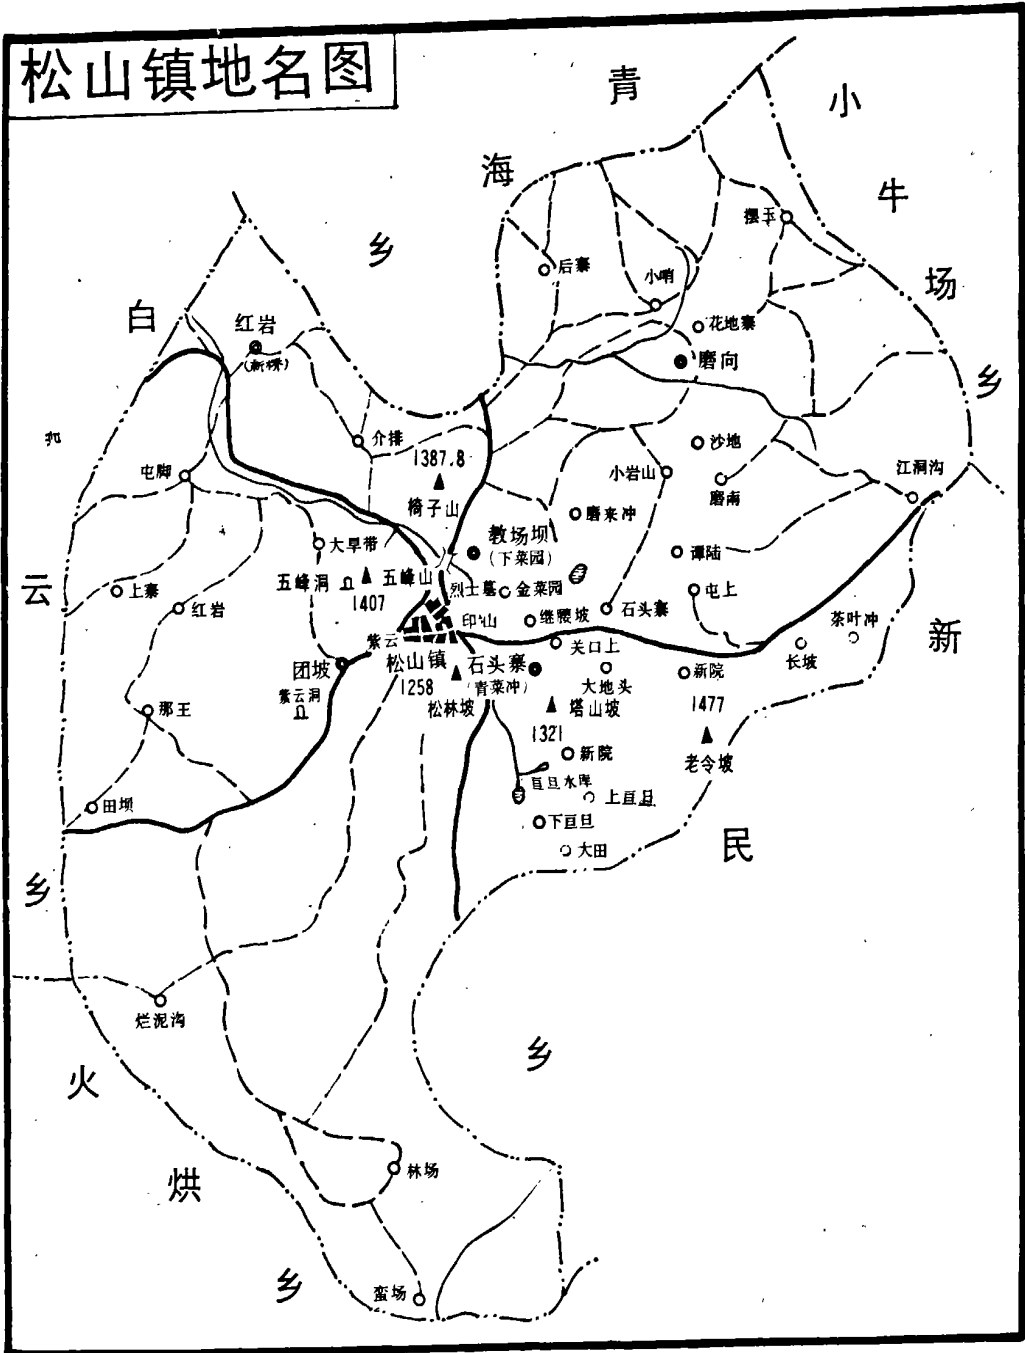 松山镇地名图
青
海
乡
小
牛
场
乡
白
云
乡
火
烘
乡
新
民
乡
摆玉
后寨
小哨
花地寨
磨向
红岩
(新桥)
介排
1387.8
椅子山
沙地
小岩山
磨南
江洞沟
屯脚
磨来冲
教场坝
(下菜园)
大旱带
谭陆
五峰洞
五峰山
1407
烈士墓
金菜园
屯上
上寨
红岩
印山
继腰坡
石头寨
茶叶冲
紫云
松山镇
1258
关口上
长坡
团坡
石头寨
(青菜冲)
大地头
新院
紫云洞
松林坡
塔山坡
1321
1477
老令坡
那王
新院
亘旦水库
上亘旦
田坝
下亘旦
大田
烂泥沟
林场
蛮场